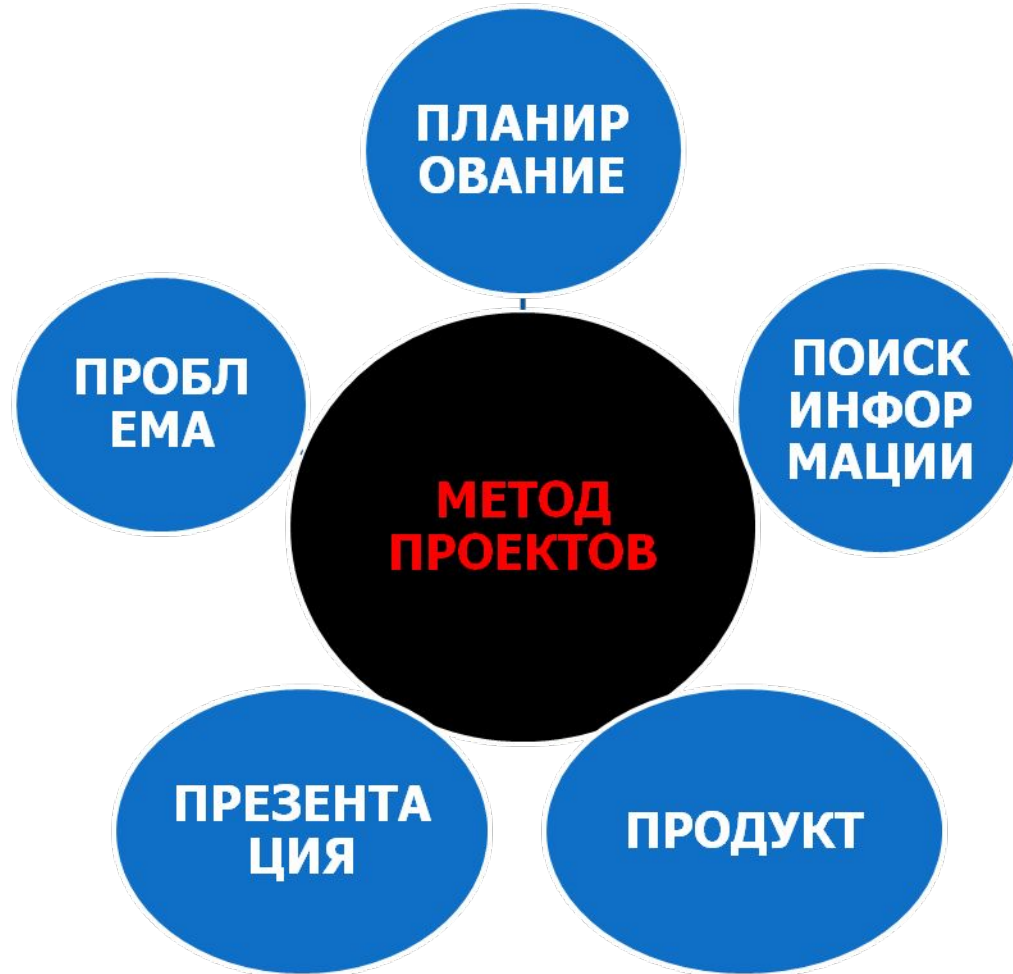 ПЛАНИР
ОВАНИЕ
ПРОБЛ
ЕМА
ПОИСК
ИНФОР
МАЦИИ
МЕТОД
ПРОЕКТОВ
ПРЕЗЕНТА
ЦИЯ
ПРОДУКТ